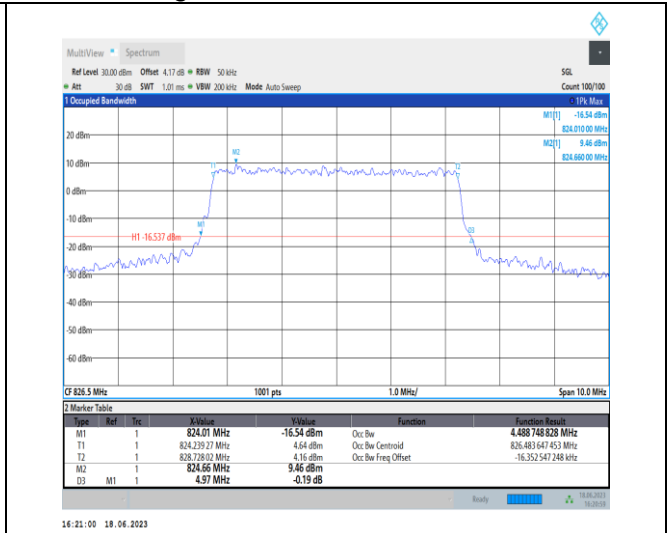 MultiView Spectrum
Ref Level 30.00 dBm Offset 4.17 dB RBW 50 kHz SGL
Att 30 dB SWT 1.01 ms VBW 200 kHz Mode Auto Sweep Count 100/100
1 Occupied Bandwidth 1Pk Max
M1[1] -16.54 dBm
824.010 00 MHz
20 dBm
M2[1] 9.46 dBm
824.660 00 MHz
M2
10 dBm
T1 T2
0 dBm
-10 dBm
M1
D3
H1 -16.537 dBm
-20 dBm
-30 dBm
-40 dBm
-50 dBm
-60 dBm
CF 826.5 MHz 1001 pts 1.0 MHz/ Span 10.0 MHz
2 Marker Table
Type Ref Trc X-Value Y-Value Function Function Result
M1 1 824.01 MHz -16.54 dBm Occ Bw 4.488 748 828 MHz
T1 1 824.239 27 MHz 4.64 dBm Occ Bw Centroid 826.483 647 453 MHz
T2 1 828.728 02 MHz 4.16 dBm Occ Bw Freq Offset -16.352 547 248 kHz
M2 1 824.66 MHz 9.46 dBm
D3 M1 1 4.97 MHz -0.19 dB
Ready 18.06.2023
16:20:59
16:21:00 18.06.2023